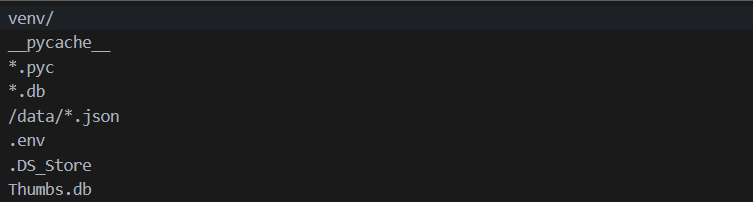 venv/
__pycache__
*.pyc
*.db
/data/*.json
.env
.DS_Store
Thumbs.db